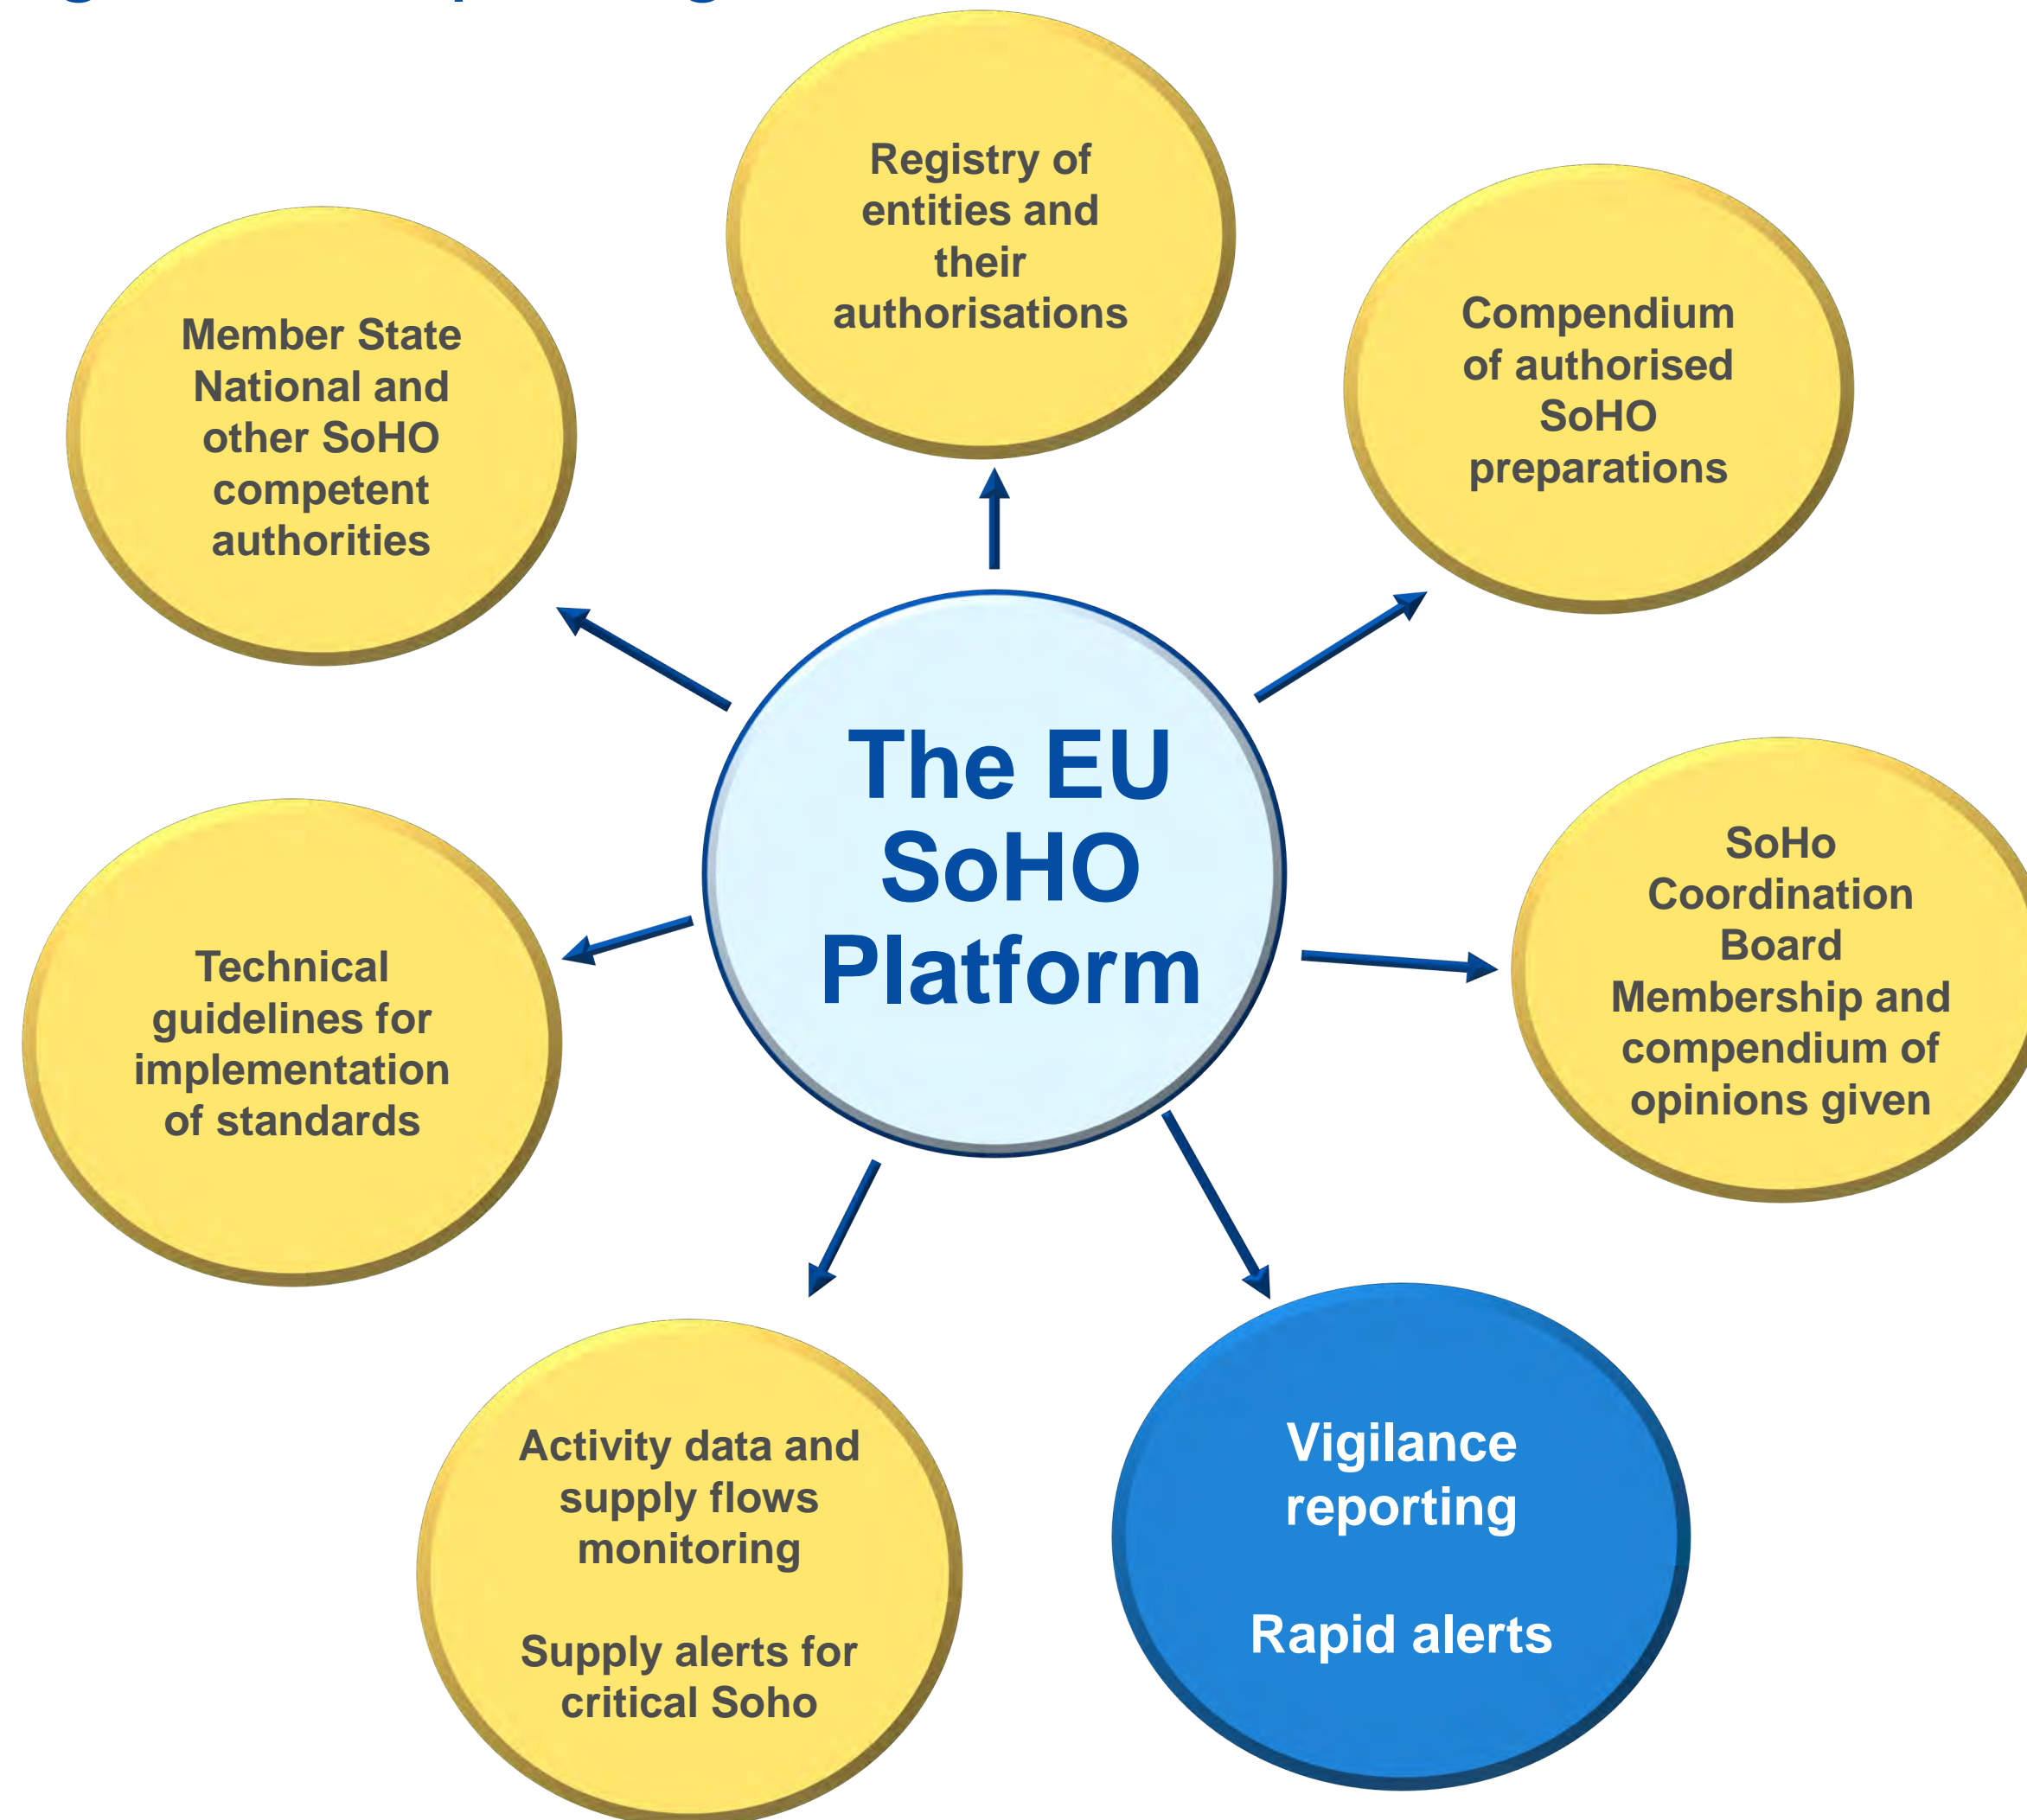 Registry of
entities and
their
authorisations
Compendium
of authorised
SoHO
preparations
Member State
National and
other SoHO
competent
authorities
The EU
SoHO
Platform
SoHo
Coordination
Board
Membership and
compendium of
opinions given
Technical
guidelines for
implementation
of standards
Activity data and
supply flows
monitoring
Supply alerts for
critical Soho
Vigilance
reporting
Rapid alerts